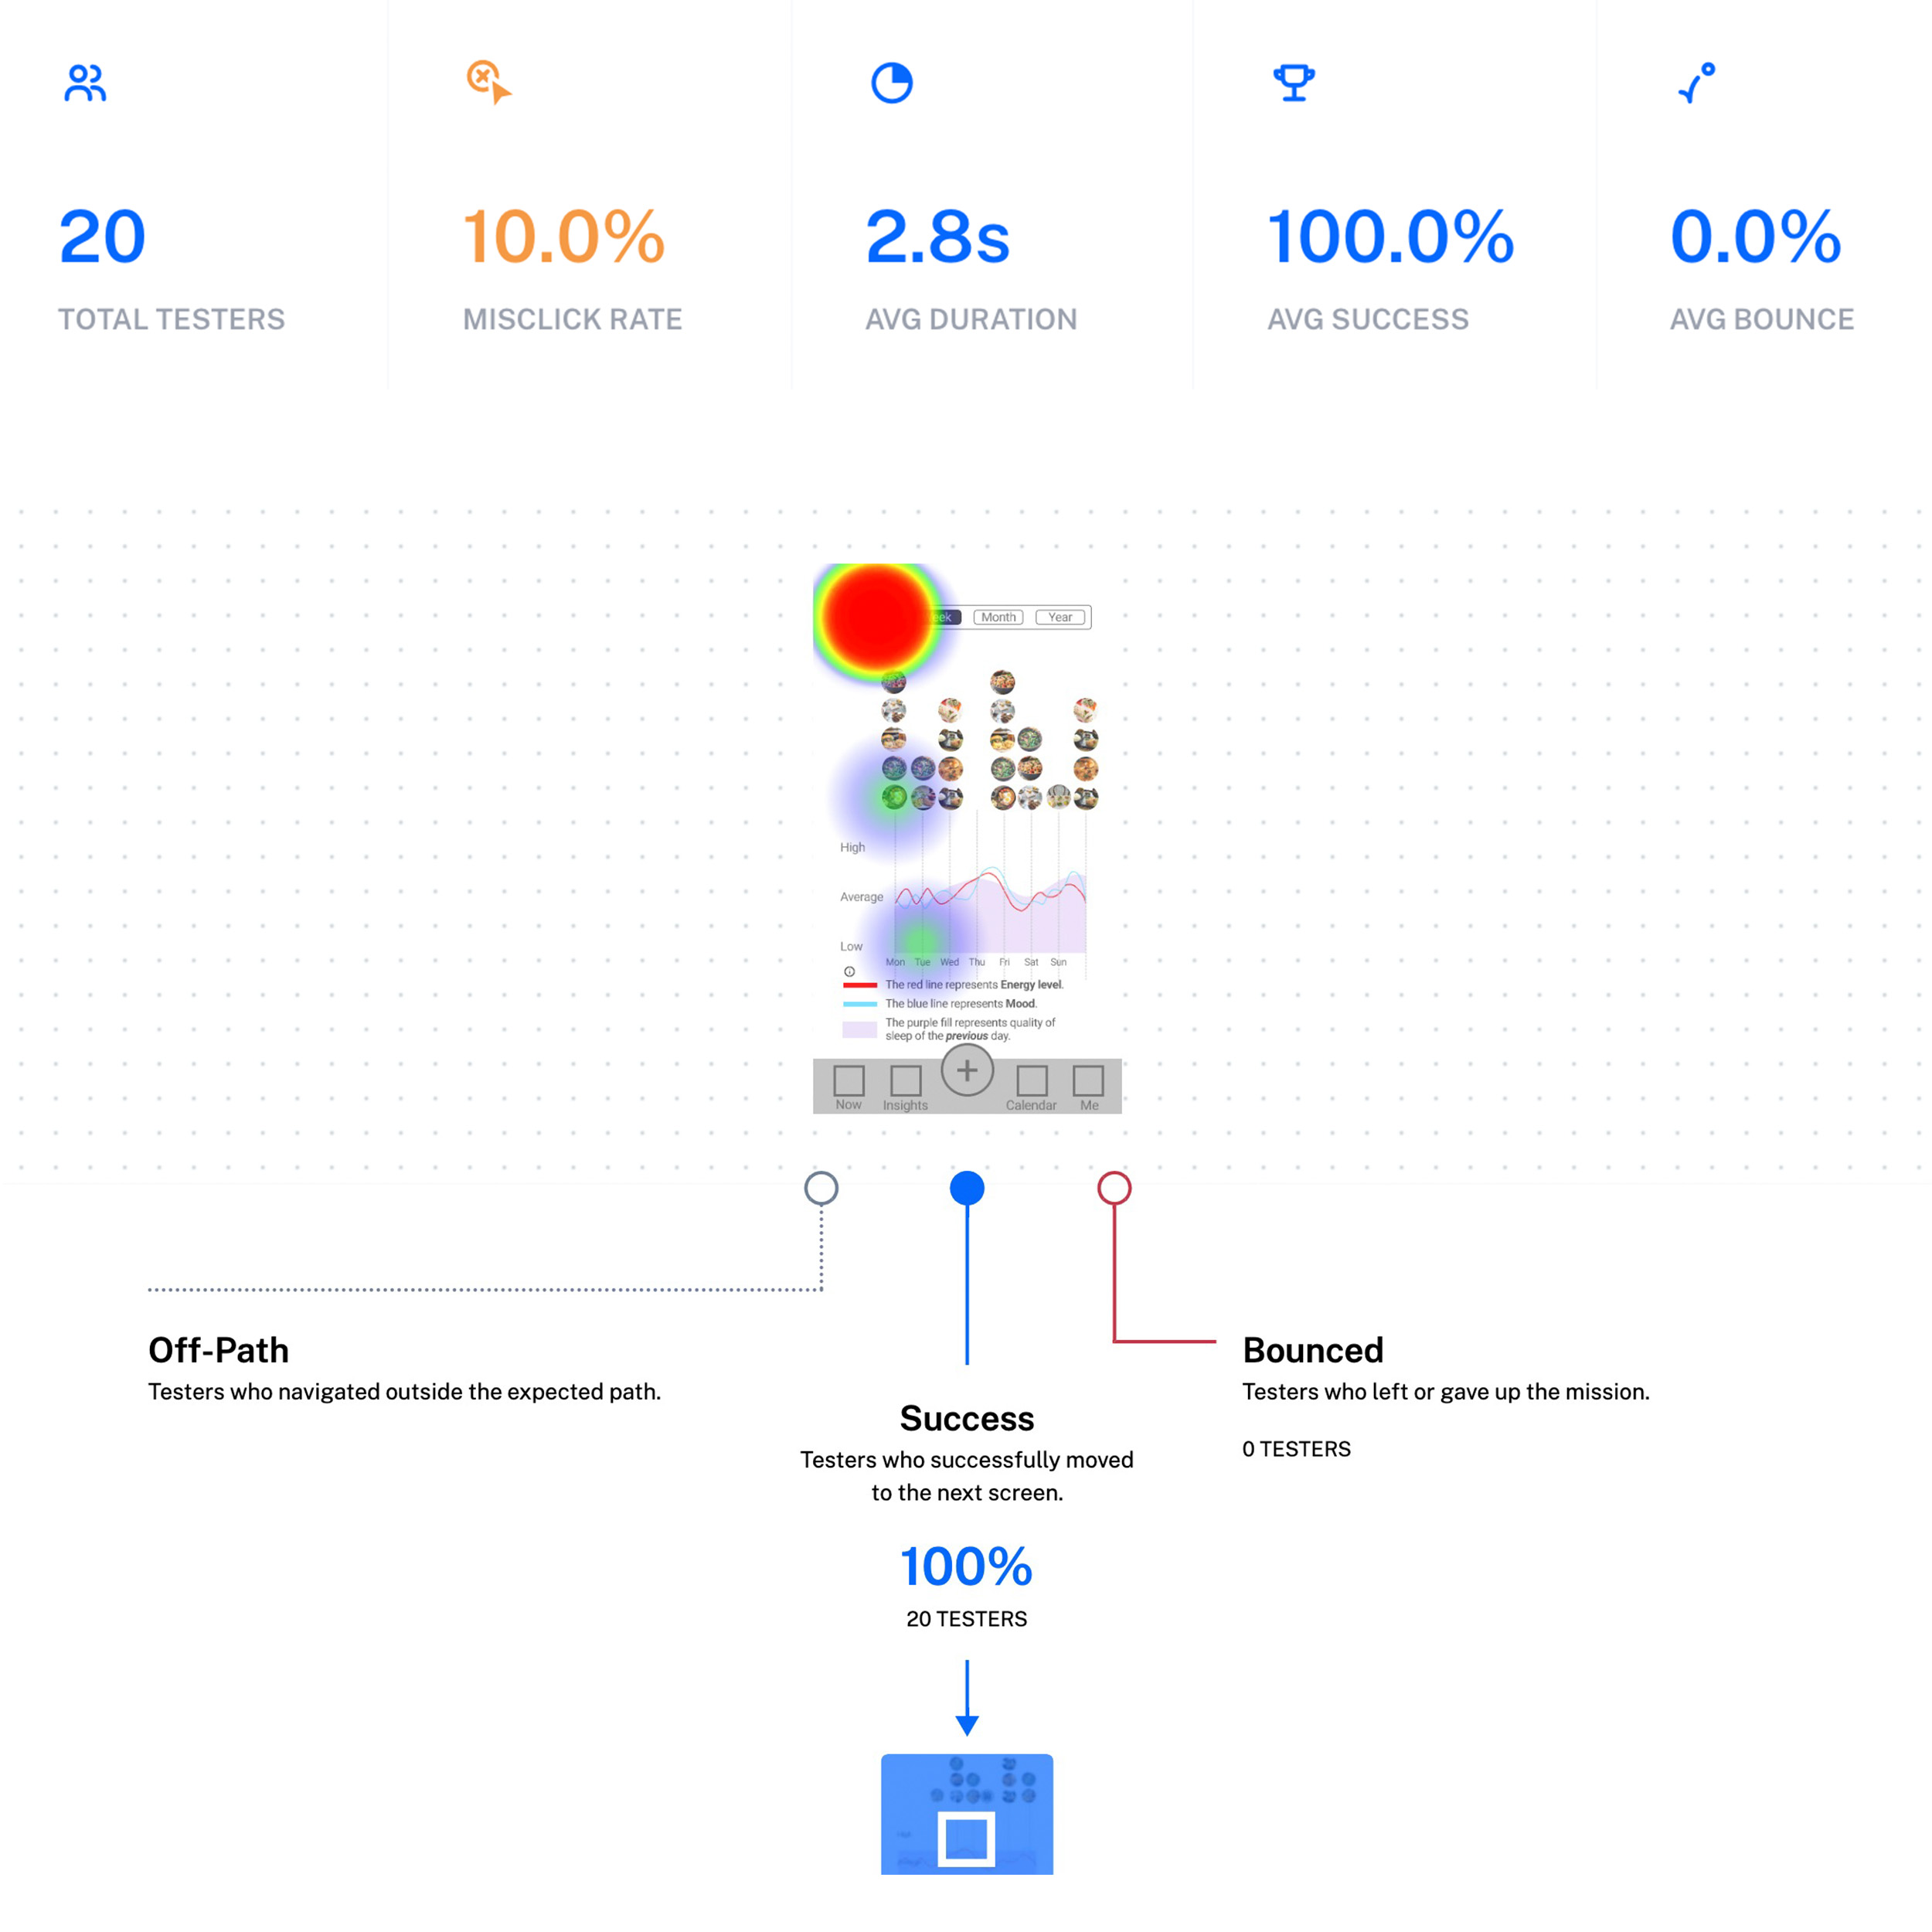 20
TOTAL TESTERS
10.0%
MISCLICK RATE
2.8s
AVG DURATION
100.0%
AVG SUCCESS
0.0%
AVG BOUNCE
Month Year
High
Average
Low
Mon Tue Wed Thu Fri Sat Sun
The red line represents Energy level.
The blue line represents Mood.
The purple fill represents quality of
sleep of the previous day.
+
Now Insights Calendar Me
Off-Path
Testers who navigated outside the expected path.
Success
Testers who successfully moved
to the next screen.
100%
20 TESTERS
Bounced
Testers who left or gave up the mission.
0 TESTERS